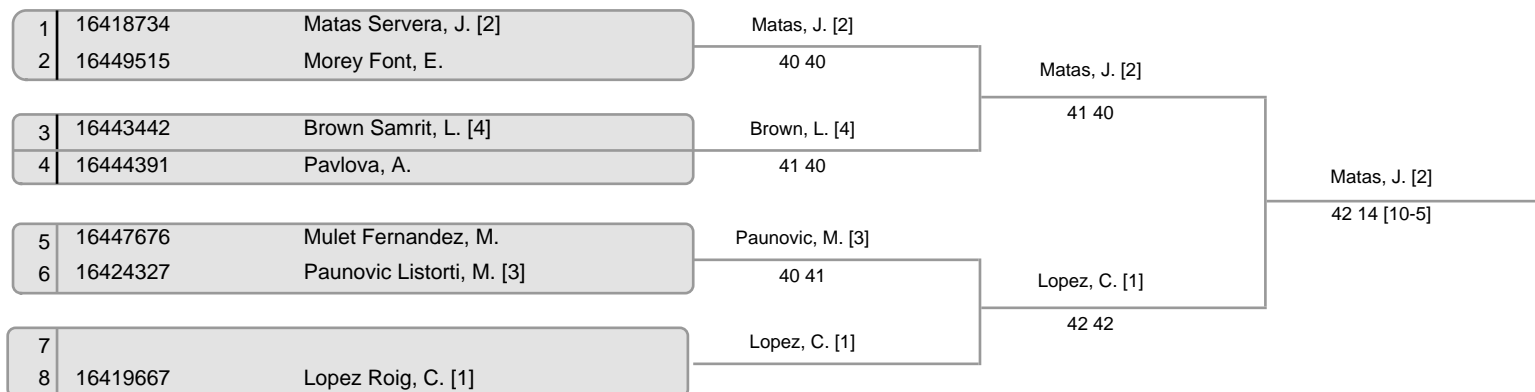 1 16418734 Matas Servera, J. [2]
2 16449515 Morey Font, E.
3 16443442 Brown Samrit, L. [4]
4 16444391 Pavlova, A.
5 16447676 Mulet Fernandez, M.
6 16424327 Paunovic Listorti, M. [3]
7
8 16419667 Lopez Roig, C. [1]
Matas, J. [2]
40 40
Brown, L. [4]
41 40
Paunovic, M. [3]
40 41
Lopez, C. [1]
Matas, J. [2]
41 40
Lopez, C. [1]
42 42
Matas, J. [2]
42 14 [10-5]